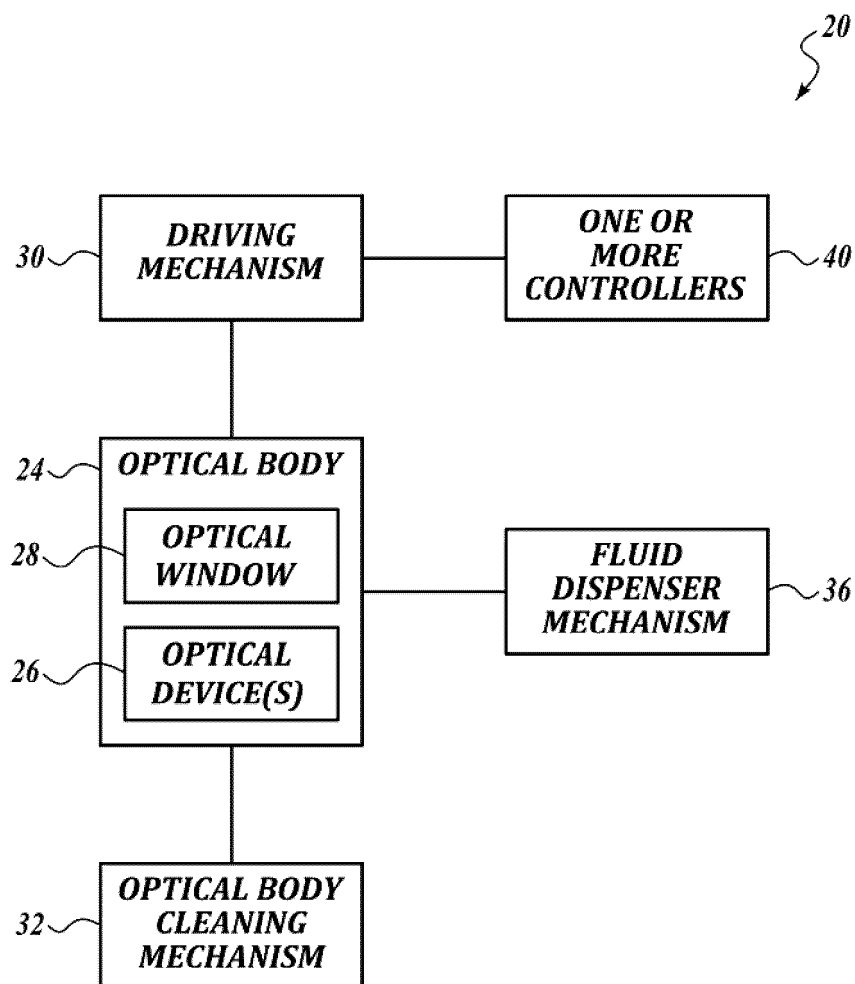 20
DRIVING
MECHANISM
30
ONE OR
MORE
CONTROLLERS
40
24
OPTICAL BODY
28
OPTICAL
WINDOW
26
OPTICAL
DEVICE(S)
FLUID
DISPENSER
MECHANISM
36
32
OPTICAL BODY
CLEANING
MECHANISM